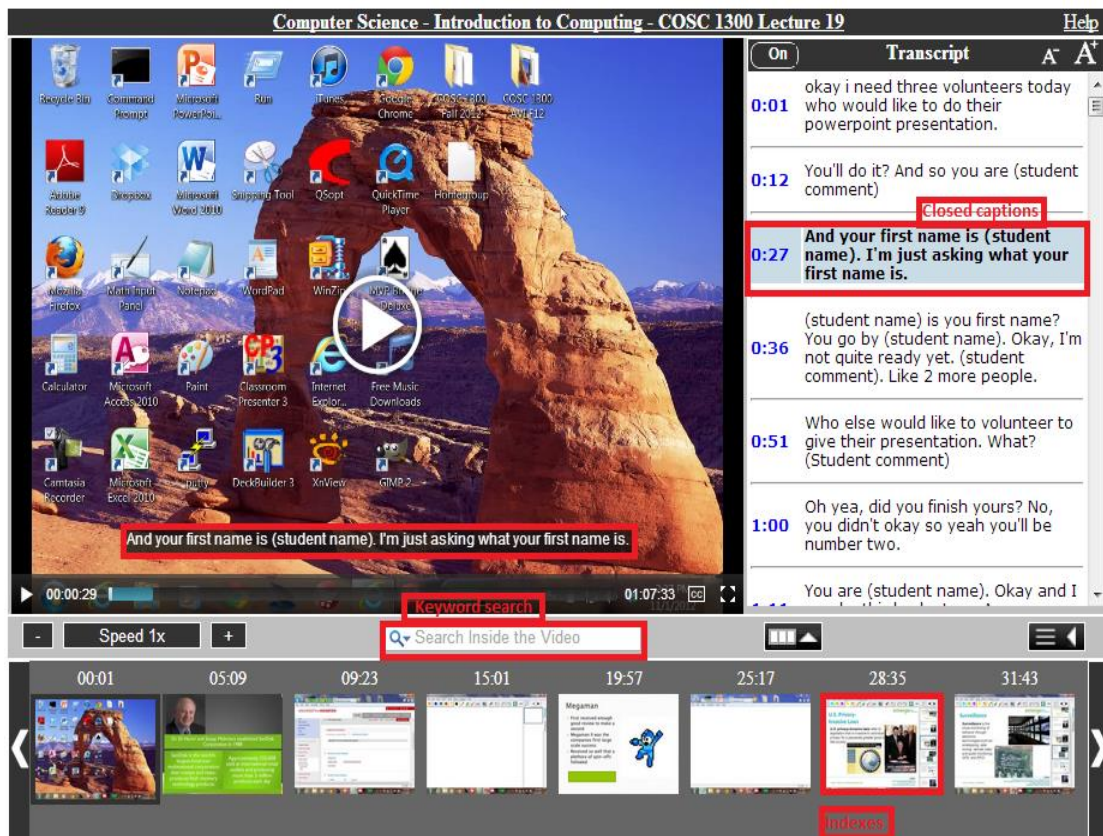 Computer Science - Introduction to Computing - COSC 1300 Lecture 19
Help
Recycle Bin
Command Prompt
Microsoft PowerPoi...
Run
iTunes
Google Chrome
COSC 1300 Fall 2012
COSC 1300
Adobe Reader 9
Dropbox
Microsoft Word 2010
Snipping Tool
QSopt
QuickTime Player
Homegroup
Mozilla Firefox
Math Input Panel
Notepad
WordPad
WinZip
MVP Bridge Deluxe
Calculator
Microsoft Access 2010
Paint
Classroom Presenter 3
Internet Explor...
Free Music Downloads
Camtasia Recorder
Microsoft Excel 2010
putty
DeckBuilder 3
XnView
GIMP 2
And your first name is (student name). I'm just asking what your first name is.
00:00:29
01:07:33
CC
11/1/2012
On
Transcript
A-
A+
0:01
okay i need three volunteers today
who would like to do their
powerpoint presentation.
0:12
You'll do it? And so you are (student
comment)
Closed captions
0:27
And your first name is (student
name). I'm just asking what your
first name is.
0:36
(student name) is you first name?
You go by (student name). Okay, I'm
not quite ready yet. (student
comment). Like 2 more people.
0:51
Who else would like to volunteer to
give their presentation. What?
(Student comment)
1:00
Oh yea, did you finish yours? No,
you didn't okay so yeah you'll be
number two.
You are (student name). Okay and I
Keyword search
- Speed 1x +
Search Inside the Video
00:01 05:09 09:23 15:01 19:57 25:17 28:35 31:43
Megaman
U.S. Privacy-
Invasive Laws
Surveillance
Indexes